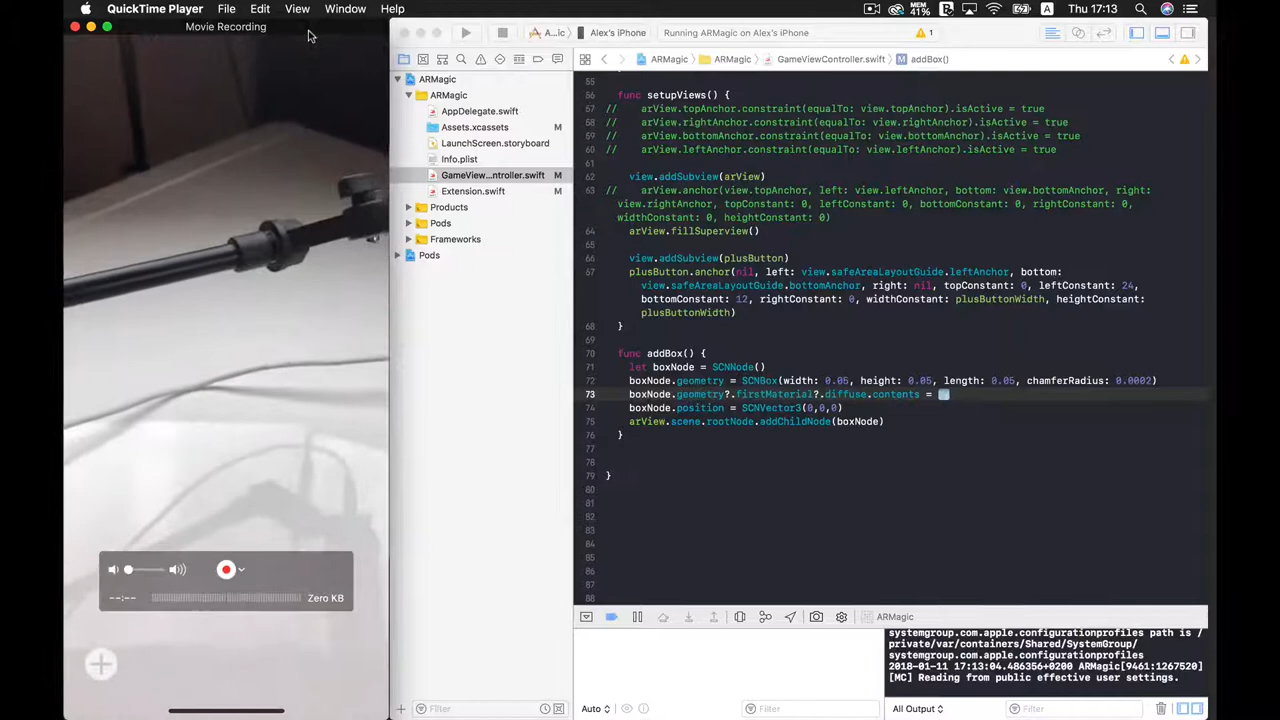 QuickTime Player File Edit View Window Help
MEM 41% A Thu 17:13
Movie Recording
A...ic Alex's iPhone Running ARMagic on Alex's iPhone 1
ARMagic ARMagic GameViewController.swift M addBox()
ARMagic
ARMagic
AppDelegate.swift
Assets.xcassets M
LaunchScreen.storyboard
Info.plist
GameView...ntroller.swift M
Extension.swift M
Products
Pods
Frameworks
Pods
55
56 func setupViews() {
57 // arView.topAnchor.constraint(equalTo: view.topAnchor).isActive = true
58 // arView.rightAnchor.constraint(equalTo: view.rightAnchor).isActive = true
59 // arView.bottomAnchor.constraint(equalTo: view.bottomAnchor).isActive = true
60 // arView.leftAnchor.constraint(equalTo: view.leftAnchor).isActive = true
61
62 view.addSubview(arView)
63 // arView.anchor(view.topAnchor, left: view.leftAnchor, bottom: view.bottomAnchor, right:
view.rightAnchor, topConstant: 0, leftConstant: 0, bottomConstant: 0, rightConstant: 0,
widthConstant: 0, heightConstant: 0)
64 arView.fillSuperview()
65
66 view.addSubview(plusButton)
67 plusButton.anchor(nil, left: view.safeAreaLayoutGuide.leftAnchor, bottom:
view.safeAreaLayoutGuide.bottomAnchor, right: nil, topConstant: 0, leftConstant: 24,
bottomConstant: 12, rightConstant: 0, widthConstant: plusButtonWidth, heightConstant:
plusButtonWidth)
68 }
69
70 func addBox() {
71 let boxNode = SCNNode()
72 boxNode.geometry = SCNBox(width: 0.05, height: 0.05, length: 0.05, chamferRadius: 0.0002)
73 boxNode.geometry?.firstMaterial?.diffuse.contents =
74 boxNode.position = SCNVector3(0,0,0)
75 arView.scene.rootNode.addChildNode(boxNode)
76 }
77
78
79 }
80
81
82
83
84
85
86
87
88
--:-- Zero KB
ARMagic
systemgroup.com.apple.configurationprofiles path is /
private/var/containers/Shared/SystemGroup/
systemgroup.com.apple.configurationprofiles
2018-01-11 17:13:04.486356+0200 ARMagic[9461:1267520]
[MC] Reading from public effective user settings.
Filter Auto Filter All Output Filter